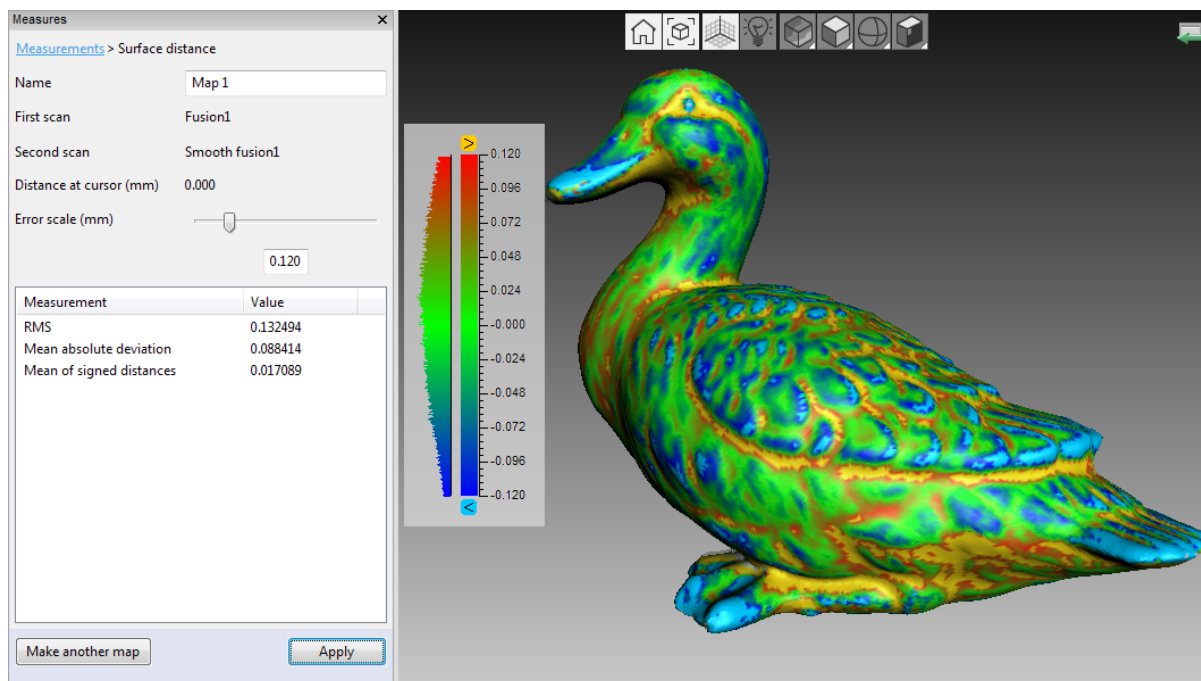 Measures
Measurements > Surface distance
Name Map 1
First scan Fusion1
Second scan Smooth fusion1
Distance at cursor (mm) 0.000
Error scale (mm)
0.120
Measurement Value
RMS 0.132494
Mean absolute deviation 0.088414
Mean of signed distances 0.017089
Make another map Apply
>
0.120
0.096
0.072
0.048
0.024
-0.000
-0.024
-0.048
-0.072
-0.096
-0.120
<